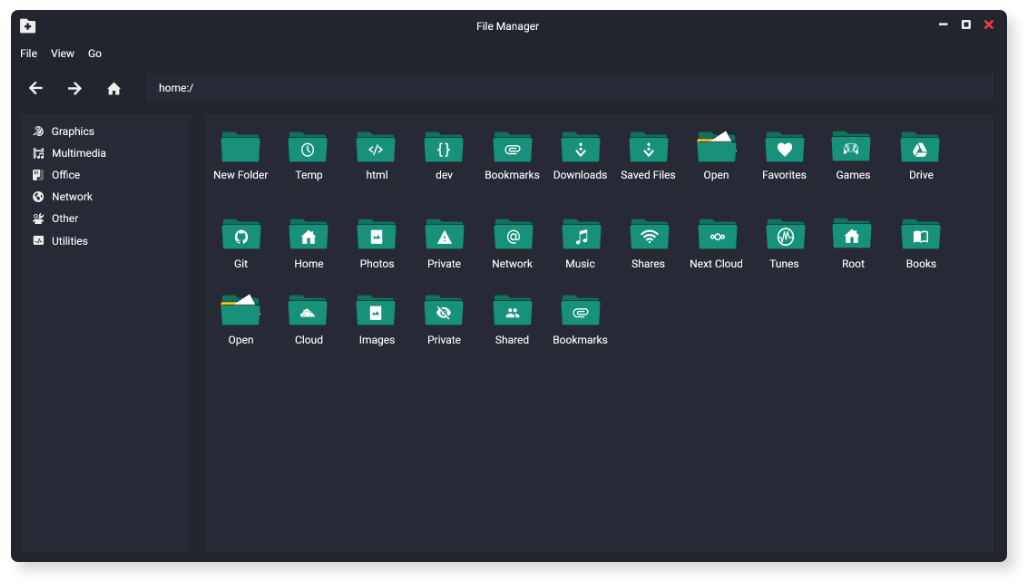 File Manager
File View Go
home:/
Graphics
Multimedia
Office
Network
Other
Utilities
New Folder Temp html dev Bookmarks Downloads Saved Files Open Favorites Games Drive
Git Home Photos Private Network Music Shares Next Cloud Tunes Root Books
Open Cloud Images Private Shared Bookmarks